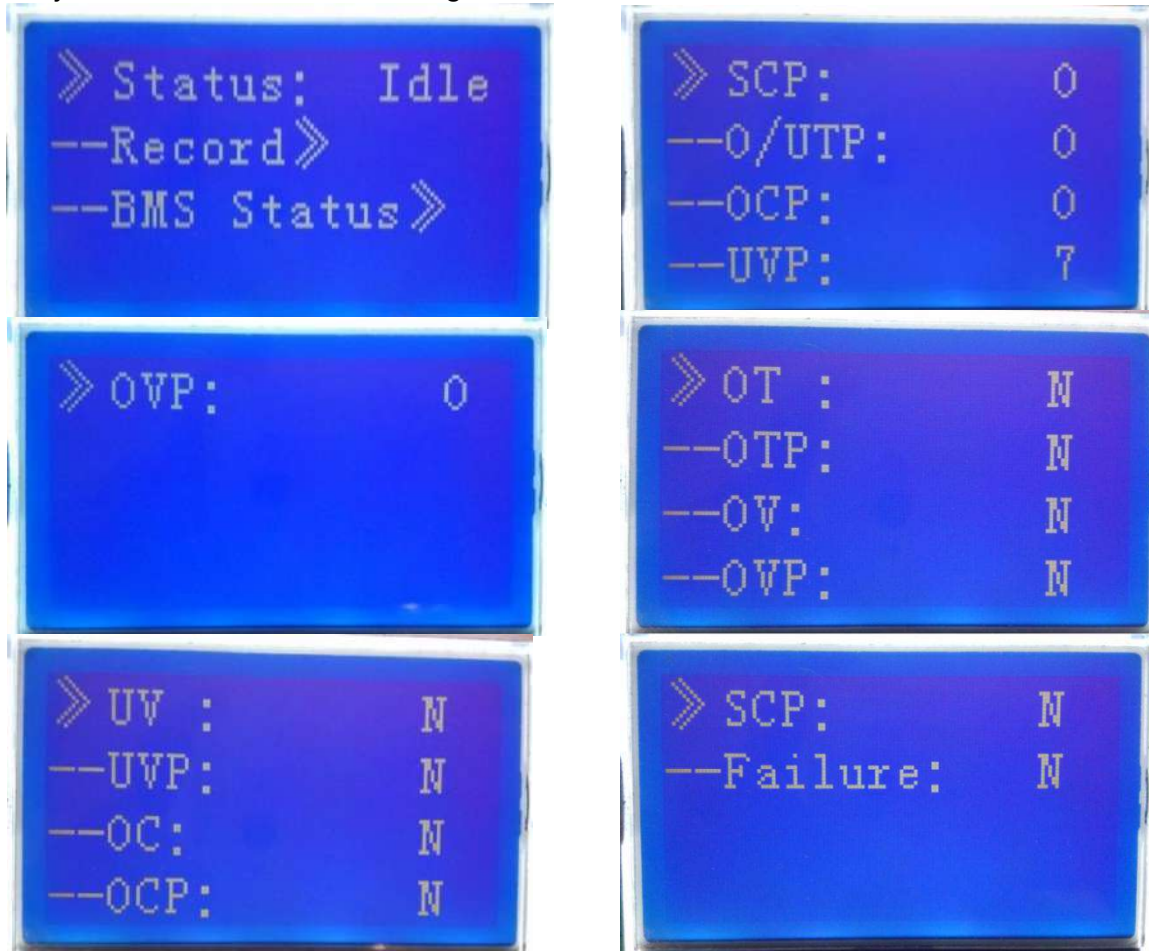 » Status: Idle
--Record»
--BMS Status»
» SCP: 0
--O/UTP: 0
--OCP: 0
--UVP: 7
» OVP: 0
» OT : N
--OTP: N
--OV: N
--OVP: N
» UV : N
--UVP: N
--OC: N
--OCP: N
» SCP: N
--Failure: N